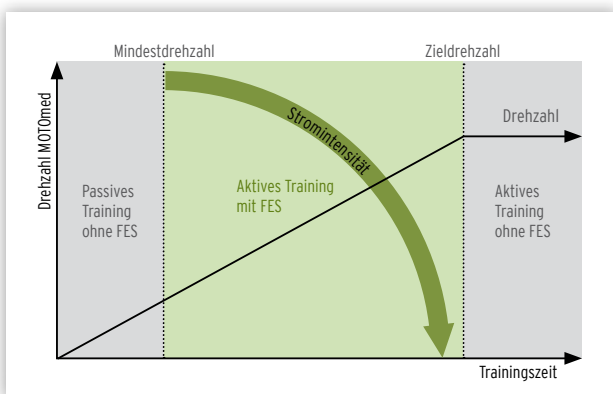 Mindestdrehzahl
Zieldrehzahl
Drehzahl MOTOmed
Stromintensität
Drehzahl
Passives
Training
ohne FES
Aktives Training
mit FES
Aktives
Training
ohne FES
Trainingszeit